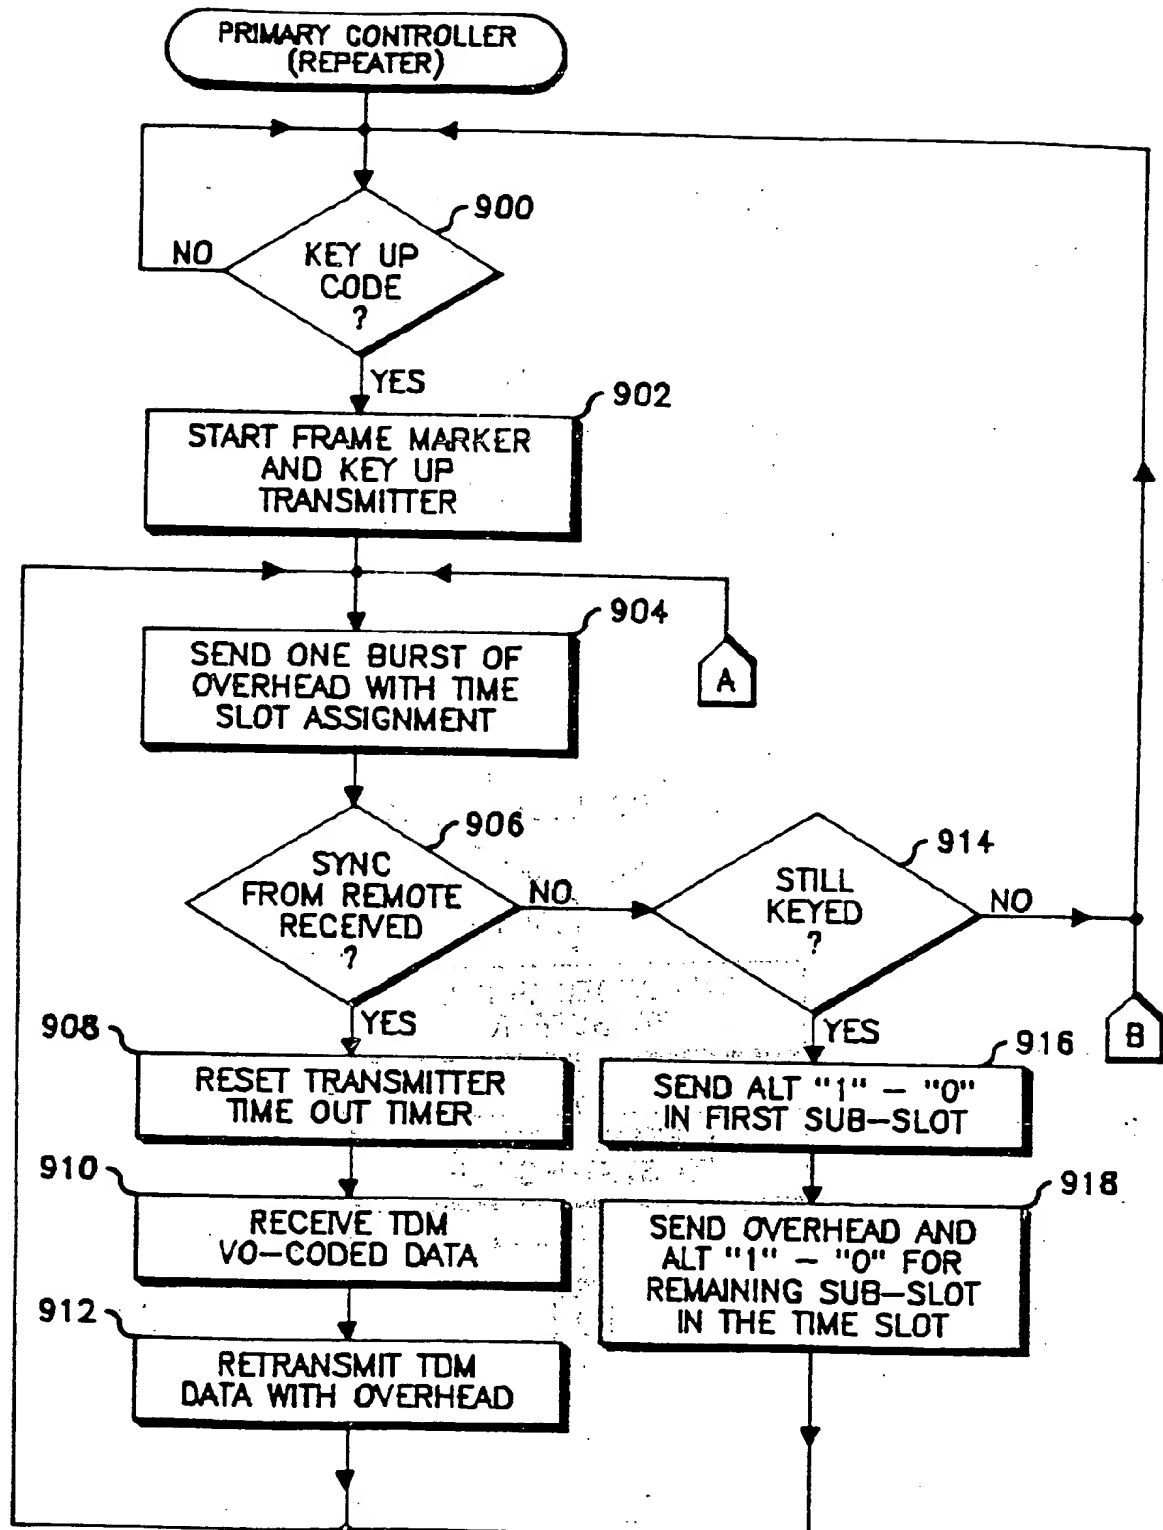 PRIMARY CONTROLLER
(REPEATER)
900
NO
KEY UP
CODE
?
YES
902
START FRAME MARKER
AND KEY UP
TRANSMITTER
904
SEND ONE BURST OF
OVERHEAD WITH TIME
SLOT ASSIGNMENT
A
906
SYNC
FROM REMOTE
RECEIVED
?
NO
914
STILL
KEYED
?
NO
B
YES
YES
908
RESET TRANSMITTER
TIME OUT TIMER
916
SEND ALT "1" – "0"
IN FIRST SUB-SLOT
910
RECEIVE TDM
VO-CODED DATA
918
SEND OVERHEAD AND
ALT "1" – "0" FOR
REMAINING SUB-SLOT
IN THE TIME SLOT
912
RETRANSMIT TDM
DATA WITH OVERHEAD